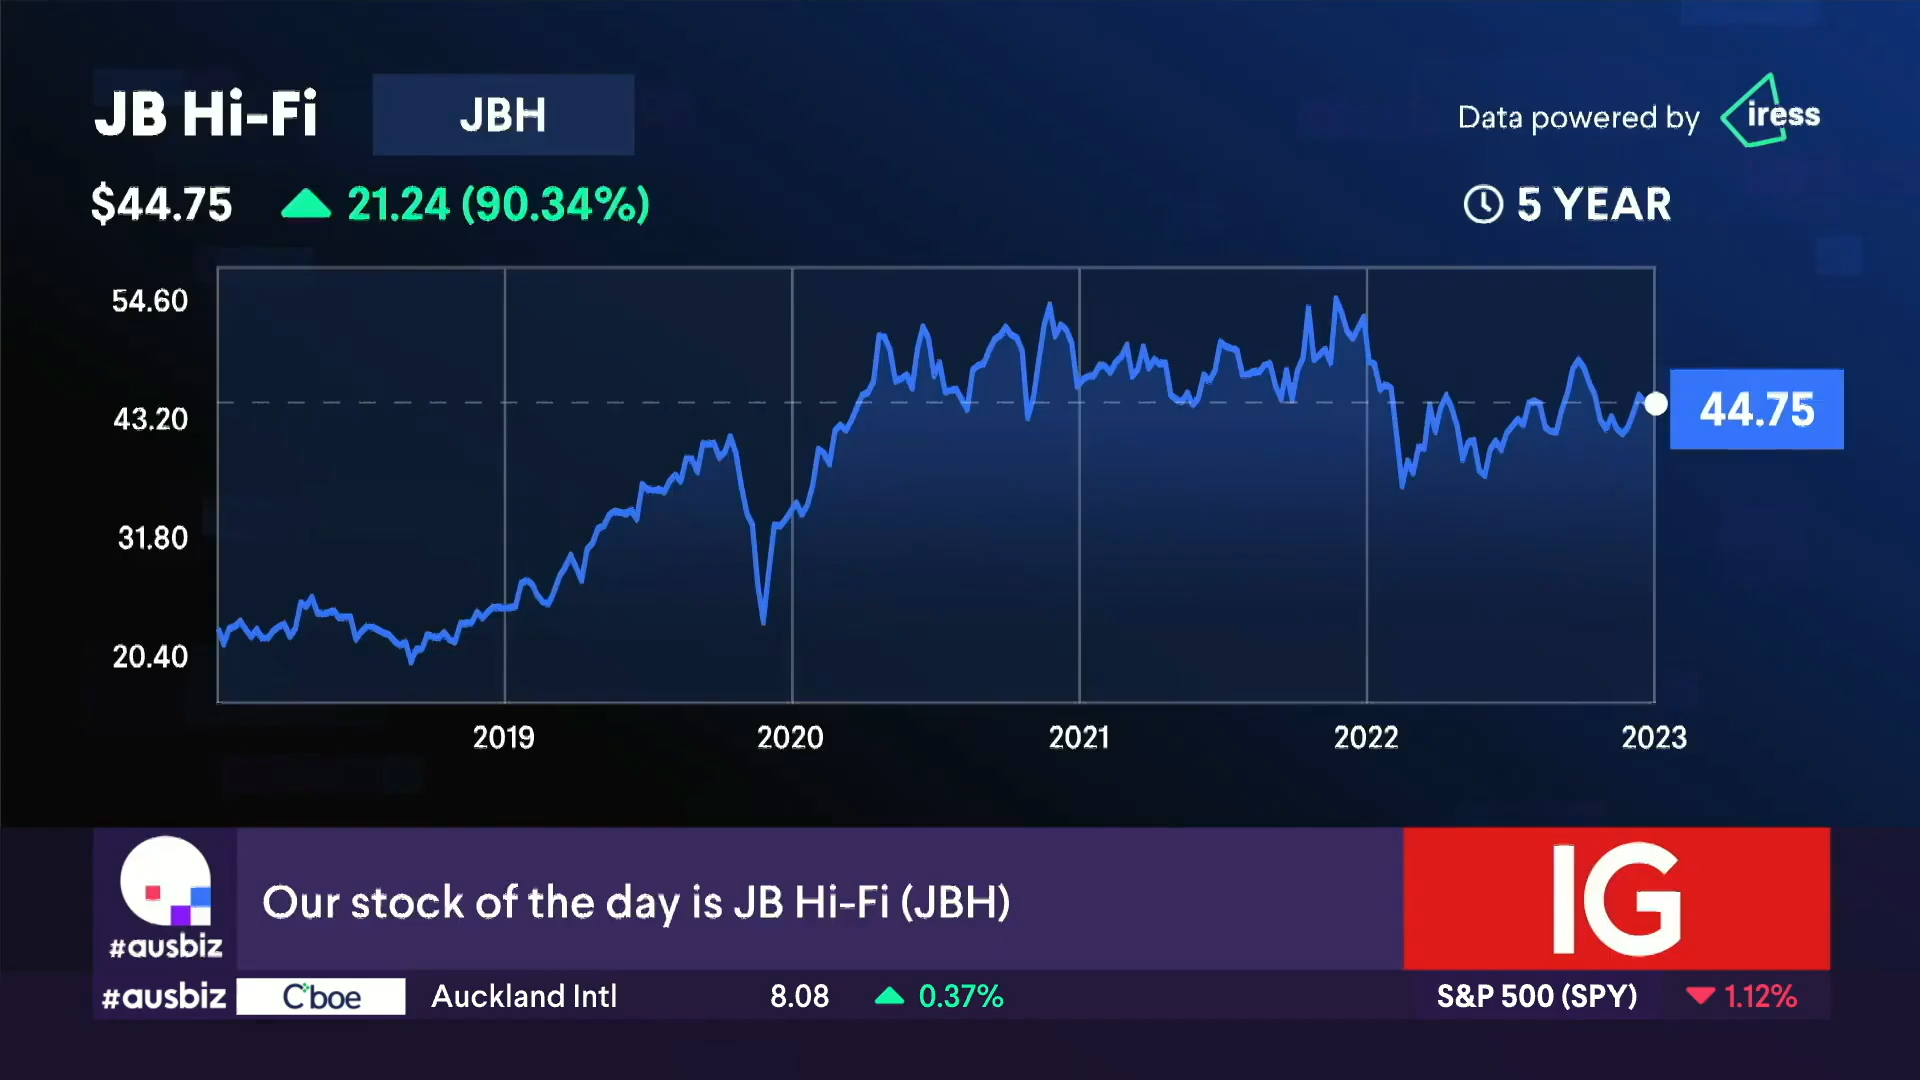 JB Hi-Fi
JBH
Data powered by iress
$44.75
21.24 (90.34%)
5 YEAR
54.60
43.20
31.80
20.40
44.75
2019
2020
2021
2022
2023
#ausbiz
Our stock of the day is JB Hi-Fi (JBH)
IG
#ausbiz
Cboe
Auckland Intl
8.08
0.37%
S&P 500 (SPY)
1.12%